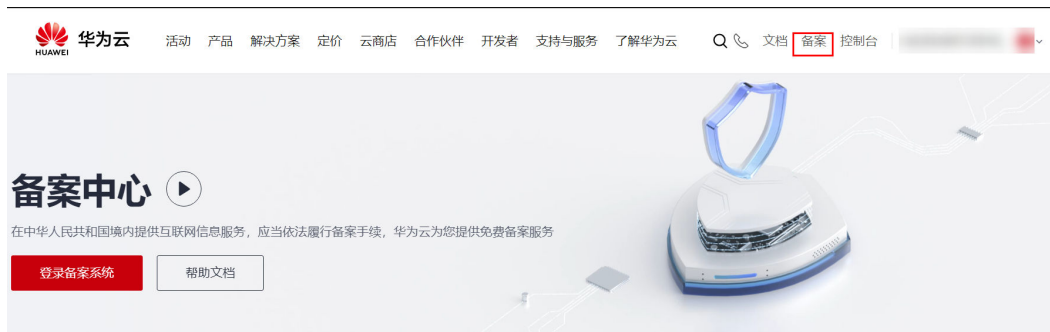 HUAWEI 华为云 活动 产品 解决方案 定价 云商店 合作伙伴 开发者 支持与服务 了解华为云 文档 备案 控制台
备案中心
在中华人民共和国境内提供互联网信息服务，应当依法履行备案手续，华为云为您提供免费备案服务
登录备案系统 帮助文档